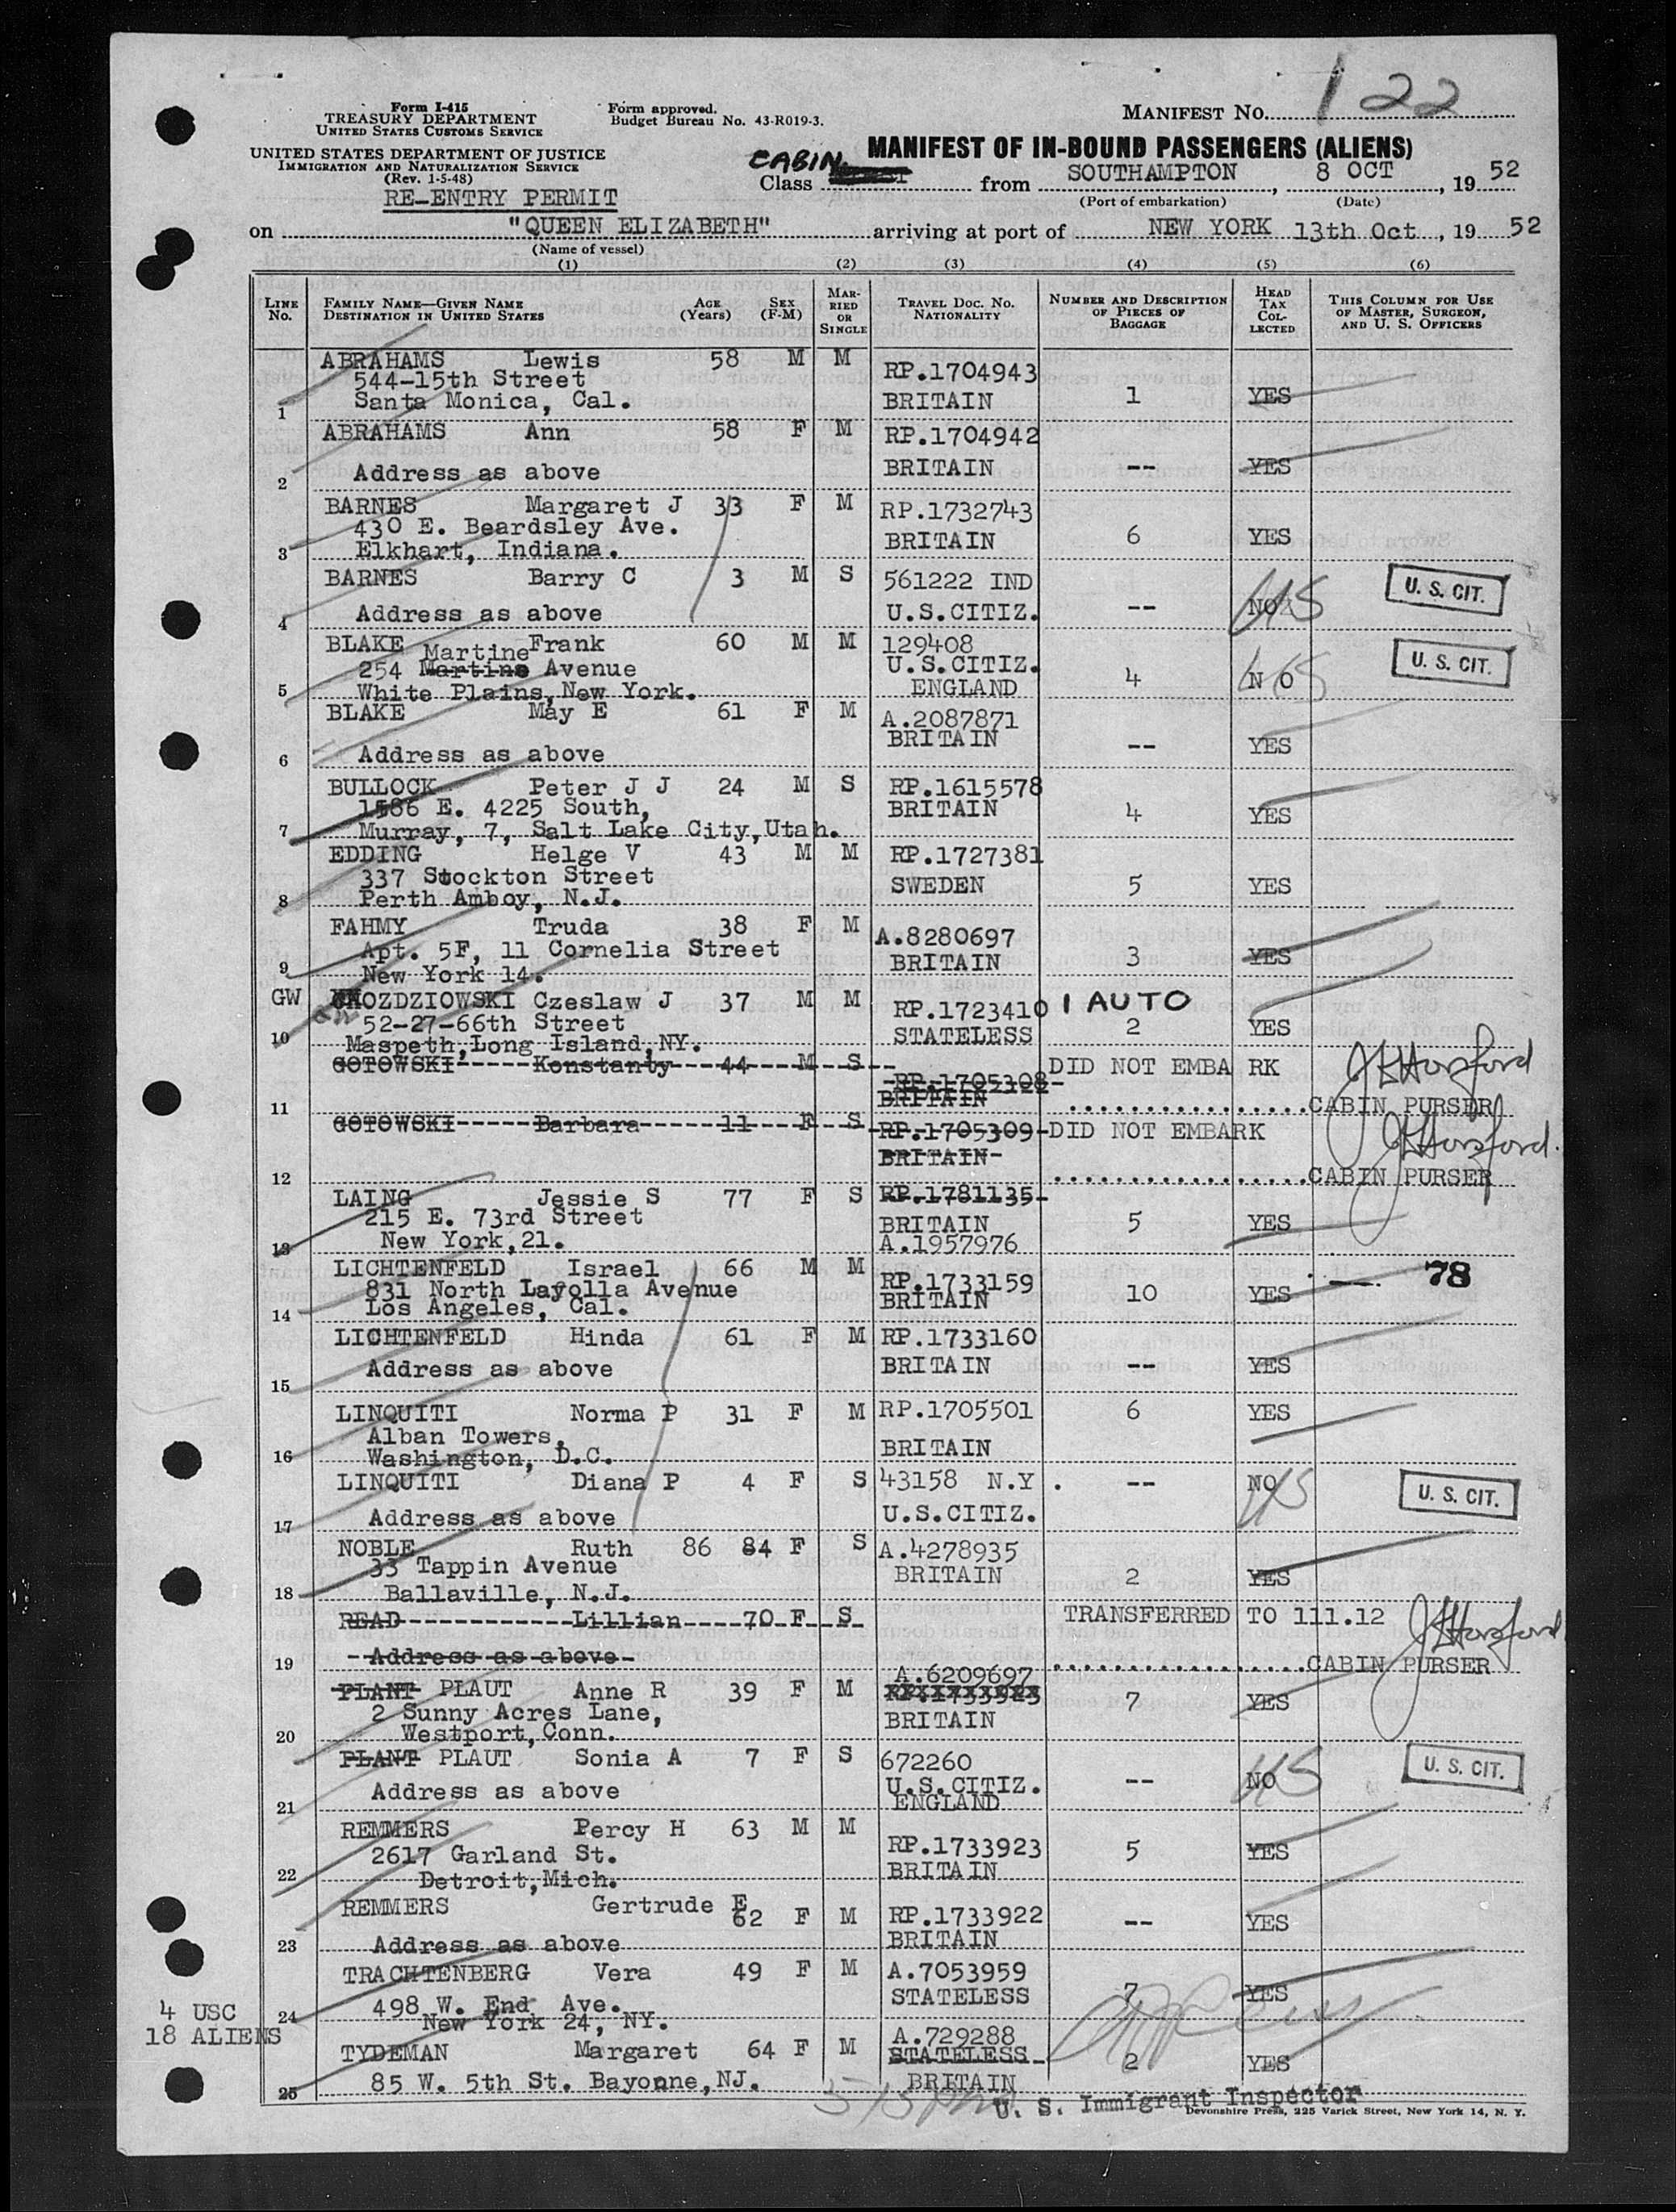 MANIFEST NO. 122
Form I-415
TREASURY DEPARTMENT
UNITED STATES CUSTOMS SERVICE
Form approved.
Budget Bureau No. 43-R019-3.
UNITED STATES DEPARTMENT OF JUSTICE
IMMIGRATION AND NATURALIZATION SERVICE
(Rev. 1-5-48)
RE-ENTRY PERMIT
MANIFEST OF IN-BOUND PASSENGERS (ALIENS)
CABIN.
Class from SOUTHAMPTON, 8 OCT, 19 52
(Port of embarkation) (Date)
on "QUEEN ELIZABETH" arriving at port of NEW YORK 13th Oct, 19 52
(Name of vessel)
(1) (2) (3) (4) (5) (6)
LINE No. FAMILY NAME—GIVEN NAME DESTINATION IN UNITED STATES AGE (Years) SEX (F-M) MARRIED OR SINGLE TRAVEL DOC. NO. NATIONALITY NUMBER AND DESCRIPTION OF PIECES OF BAGGAGE HEAD TAX COLLECTED THIS COLUMN FOR USE OF MASTER, SURGEON, AND U. S. OFFICERS
ABRAHAMS Lewis 58 M M RP.1704943
544-15th Street
1 Santa Monica, Cal. BRITAIN 1 YES
ABRAHAMS Ann 58 F M RP.1704942
2 Address as above BRITAIN -- YES
BARNES Margaret J 33 F M RP.1732743
430 E. Beardsley Ave.
3 Elkhart, Indiana. BRITAIN 6 YES
BARNES Barry C 3 M S 561222 IND U. S. CIT.
4 Address as above U.S.CITIZ. -- NO US
BLAKE Frank 60 M M 129408
Martine
254 Martins Avenue U.S.CITIZ. U. S. CIT.
5 White Plains, New York. ENGLAND 4 N O US
BLAKE May E 61 F M A.2087871
BRITAIN
6 Address as above -- YES
BULLOCK Peter J J 24 M S RP.1615578
1586 E. 4225 South, BRITAIN 4 YES
7 Murray, 7, Salt Lake City, Utah.
EDDING Helge V 43 M M RP.1727381
337 Stockton Street
8 Perth Amboy, N.J. SWEDEN 5 YES
FAHMY Truda 38 F M A.8280697
Apt. 5F, 11 Cornelia Street
9 New York 14. BRITAIN 3 YES
GW OZDZIOWSKI Czeslaw J 37 M M RP.1723410 1 AUTO
52-27-66th Street STATELESS 2 YES
10 Maspeth, Long Island, NY.
GOTOWSKI Konstanty 44 M S RP.1705308 DID NOT EMBARK JHorsford
11 BRITAIN CABIN PURSER
GOTOWSKI Barbara 11 F S RP.1705309 DID NOT EMBARK JHorsford.
BRITAIN
12 CABIN PURSER
LAING Jessie S 77 F S RP.1781135
215 E. 73rd Street BRITAIN 5 YES
13 New York, 21. A.1957976
LICHTENFELD Israel 66 M M RP.1733159 78
831 North Layolla Avenue BRITAIN 10 YES
14 Los Angeles, Cal.
LICHTENFELD Hinda 61 F M RP.1733160
15 Address as above BRITAIN -- YES
LINQUITI Norma P 31 F M RP.1705501 6 YES
Alban Towers,
16 Washington, D.C. BRITAIN
LINQUITI Diana P 4 F S 43158 N.Y. -- NO US U. S. CIT.
17 Address as above U.S.CITIZ.
NOBLE Ruth 86 84 F S A.4278935
33 Tappin Avenue BRITAIN 2 YES
18 Ballaville, N.J.
READ Lillian 70 F S TRANSFERRED TO 111.12 JHorsford
19 Address as above CABIN PURSER
A.6209697
PLANT PLAUT Anne R 39 F M RP.1733923 7 YES
2 Sunny Acres Lane, BRITAIN
20 Westport, Conn.
PLANT PLAUT Sonia A 7 F S 672260 U. S. CIT.
Address as above U.S.CITIZ. -- NO US
21 ENGLAND
REMMERS Percy H 63 M M RP.1733923 5 YES
2617 Garland St. BRITAIN
22 Detroit, Mich.
REMMERS Gertrude E 62 F M RP.1733922 -- YES
23 Address as above BRITAIN
TRACHTENBERG Vera 49 F M A.7053959
498 W. End Ave. STATELESS 7 YES
24 New York 24, NY.
4 USC
18 ALIENS
A.729288
TYDEMAN Margaret 64 F M STATELESS 2 YES
25 85 W. 5th St. Bayonne, NJ. BRITAIN
U. S. Immigrant Inspector
Devonshire Press, 225 Varick Street, New York 14, N. Y.